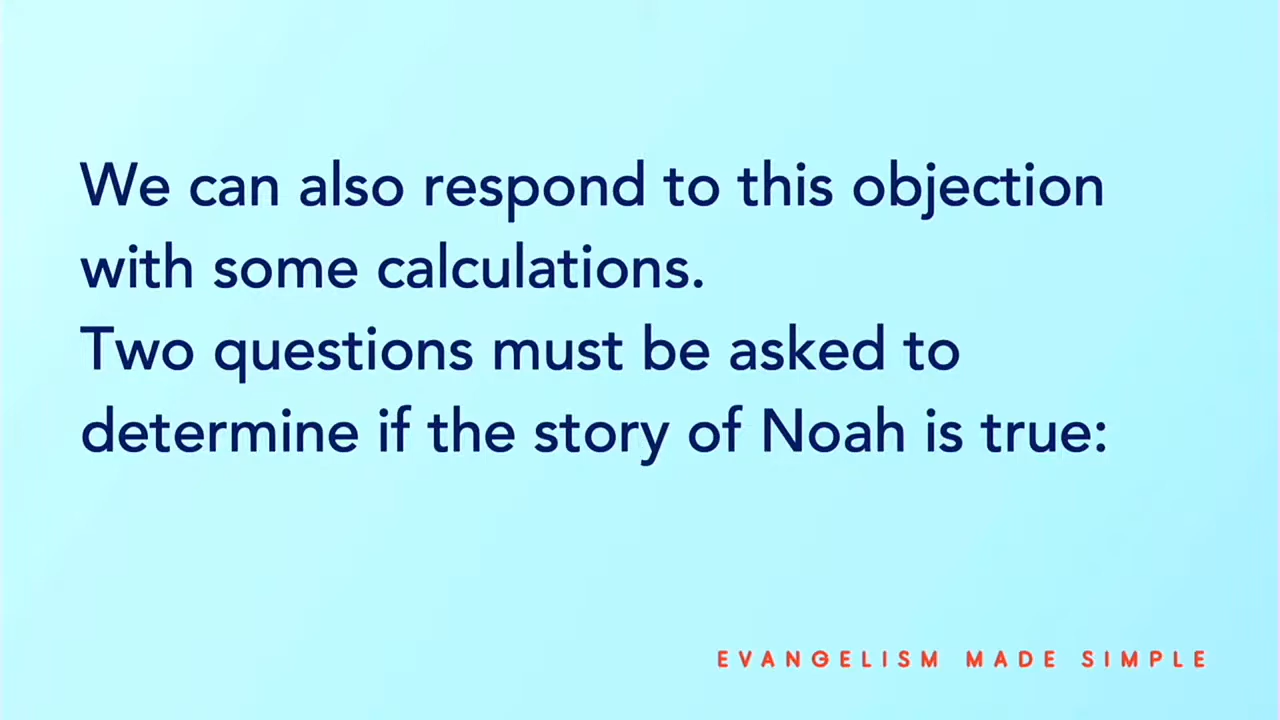 We can also respond to this objection
with some calculations.
Two questions must be asked to
determine if the story of Noah is true:
EVANGELISM MADE SIMPLE